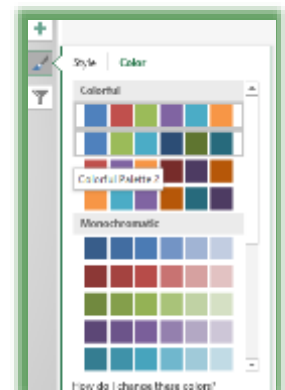 Style Color
Colorful
Colorful Palette 2
Monochromatic
How do I change these colors?